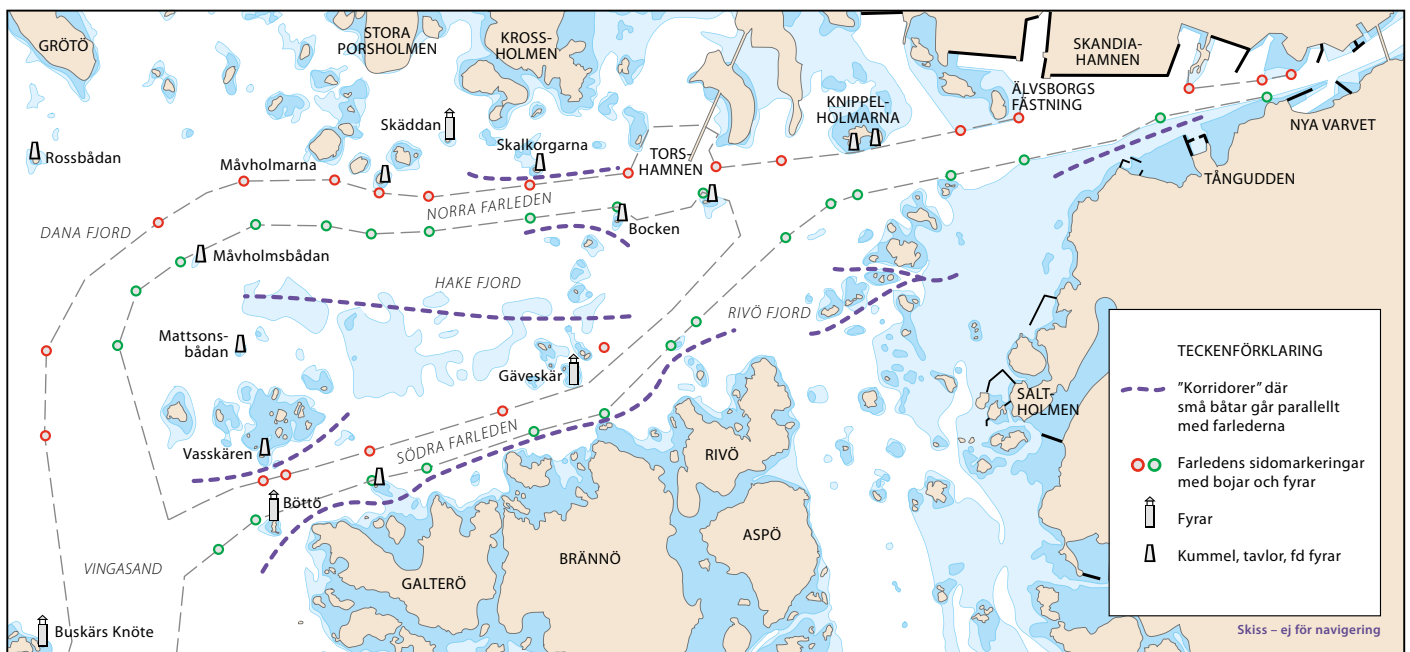 GRÖTÖ
STORA
PORSHOLMEN
KROSS-
HOLMEN
SKANDIA-
HAMNEN
ÄLVSBORGS
FÄSTNING
NYA VARVET
KNIPPEL-
HOLMARNA
Skäddan
Skalkorgarna
TORS-
HAMNEN
Rossbådan
Måvholmarna
TÅNGUDDEN
NORRA FARLEDEN
DANA FJORD
Bocken
Måvholmsbådan
HAKE FJORD
RIVÖ FJORD
Mattsons-
bådan
Gäveskär
SALT-
HOLMEN
SÖDRA FARLEDEN
Vasskären
RIVÖ
Böttö
ASPÖ
BRÄNNÖ
VINGASAND
GALTERÖ
Buskärs Knöte
TECKENFÖRKLARING
"Korridorer" där
små båtar går parallellt
med farlederna
Farledens sidomarkeringar
med bojar och fyrar
Fyrar
Kummel, tavlor, fd fyrar
Skiss – ej för navigering